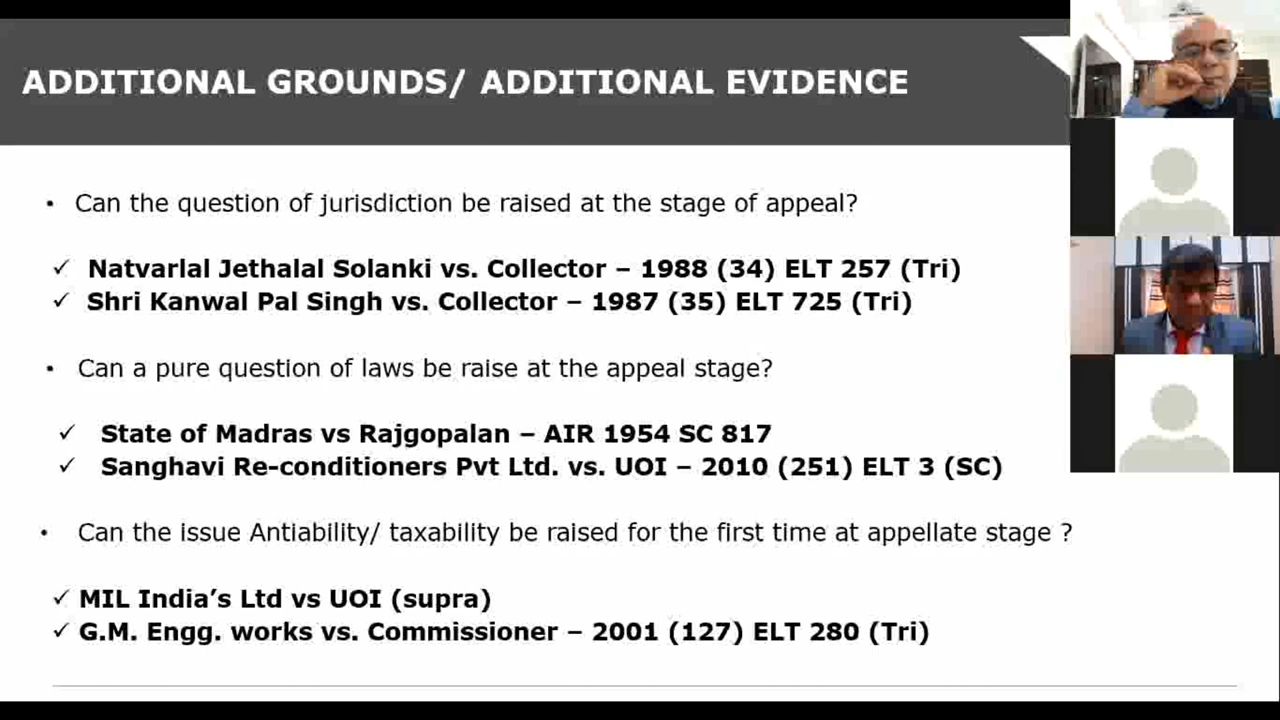 ADDITIONAL GROUNDS/ ADDITIONAL EVIDENCE
• Can the question of jurisdiction be raised at the stage of appeal?
✓ Natvarlal Jethalal Solanki vs. Collector – 1988 (34) ELT 257 (Tri)
✓ Shri Kanwal Pal Singh vs. Collector – 1987 (35) ELT 725 (Tri)
• Can a pure question of laws be raise at the appeal stage?
✓ State of Madras vs Rajgopalan – AIR 1954 SC 817
✓ Sanghavi Re-conditioners Pvt Ltd. vs. UOI – 2010 (251) ELT 3 (SC)
• Can the issue Antiability/ taxability be raised for the first time at appellate stage ?
✓ MIL India’s Ltd vs UOI (supra)
✓ G.M. Engg. works vs. Commissioner – 2001 (127) ELT 280 (Tri)